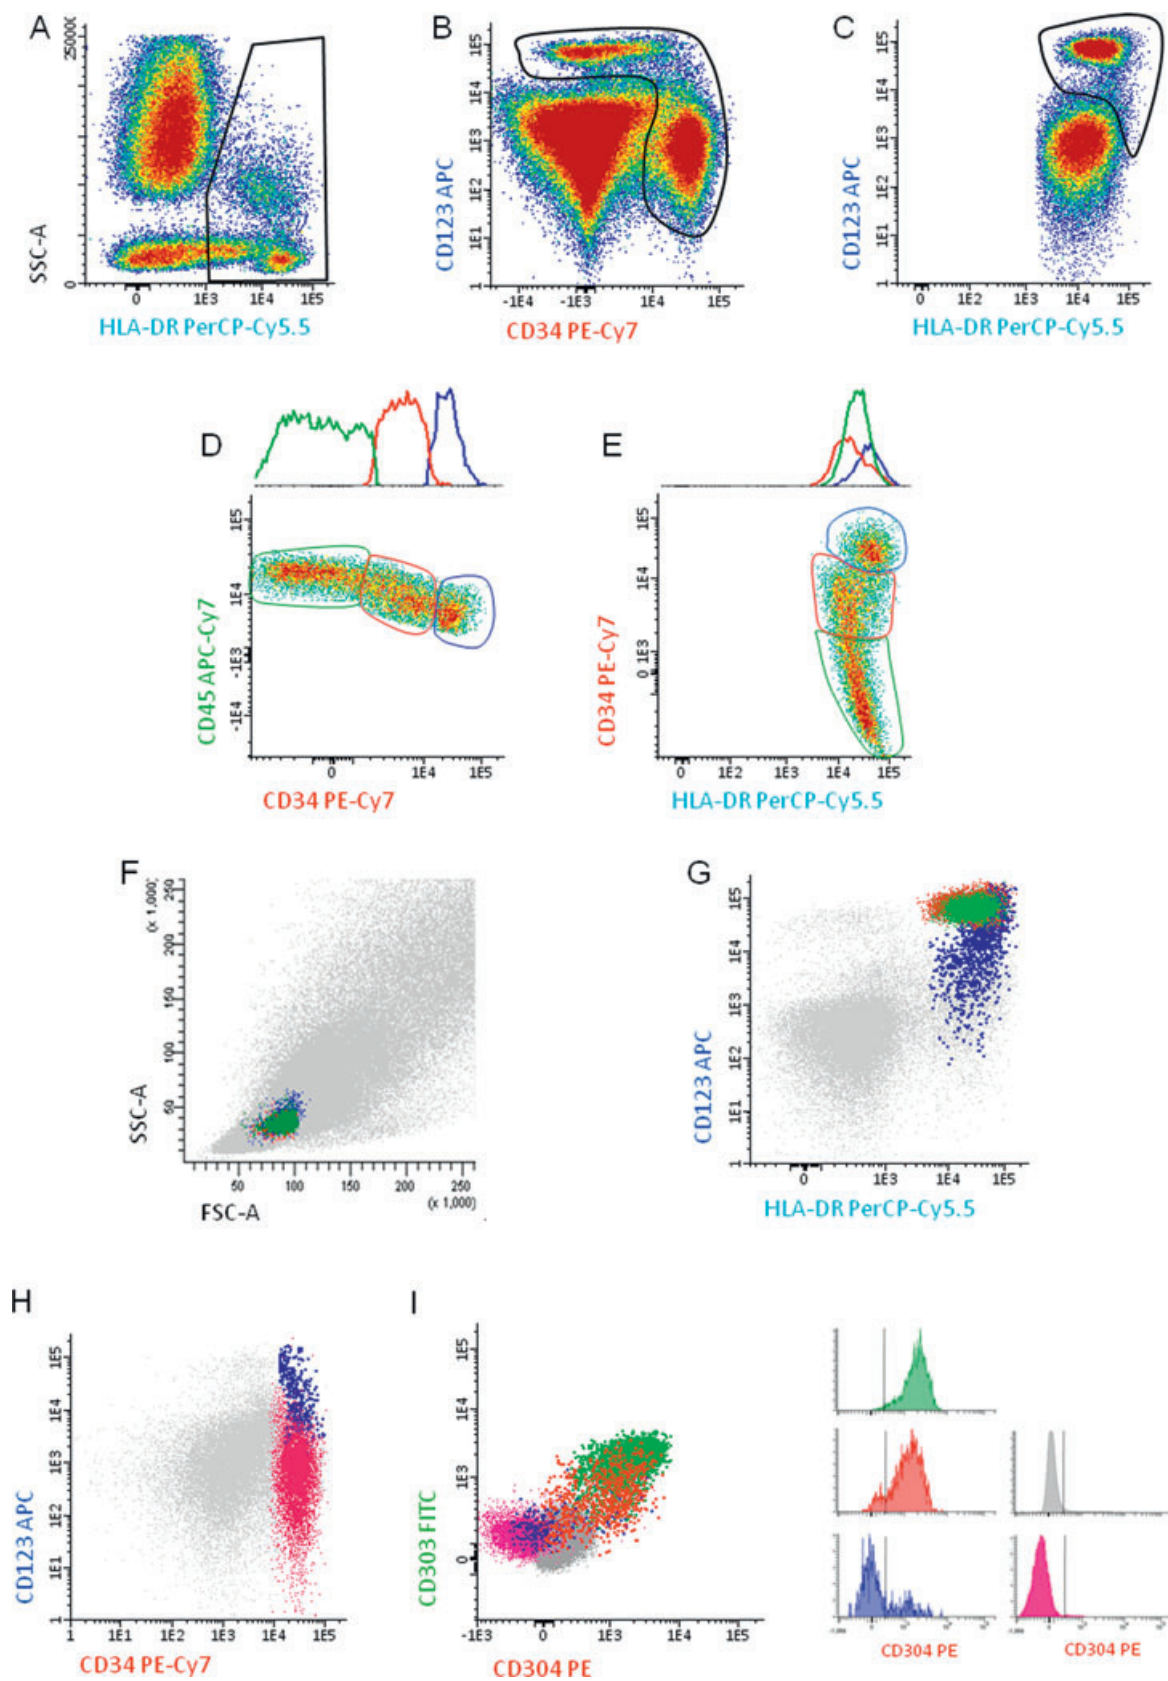 A
250000
0
SSC-A
0 1E3 1E4 1E5
HLA-DR PerCP-Cy5.5
B
1E5
1E4
1E3
1E2
1E1
1
CD123 APC
-1E4 -1E3 1E4 1E5
CD34 PE-Cy7
C
1E5
1E4
1E3
1E2
1E1
1
CD123 APC
0 1E2 1E3 1E4 1E5
HLA-DR PerCP-Cy5.5
D
1E5
1E4
-1E3
-1E4
CD45 APC-Cy7
0 1E4 1E5
CD34 PE-Cy7
E
1E5
1E4
1E3
0
CD34 PE-Cy7
0 1E2 1E3 1E4 1E5
HLA-DR PerCP-Cy5.5
F
(x 1,000)
250
200
150
100
50
SSC-A
50 100 150 200 250
(x 1,000)
FSC-A
G
1E5
1E4
1E3
1E2
1E1
1
CD123 APC
0 1E3 1E4 1E5
HLA-DR PerCP-Cy5.5
H
1E5
1E4
1E3
1E2
1E1
1
CD123 APC
1 1E1 1E2 1E3 1E4 1E5
CD34 PE-Cy7
I
1E5
1E4
1E3
0
CD303 FITC
-1E3 0 1E3 1E4 1E5
CD304 PE
CD304 PE
CD304 PE